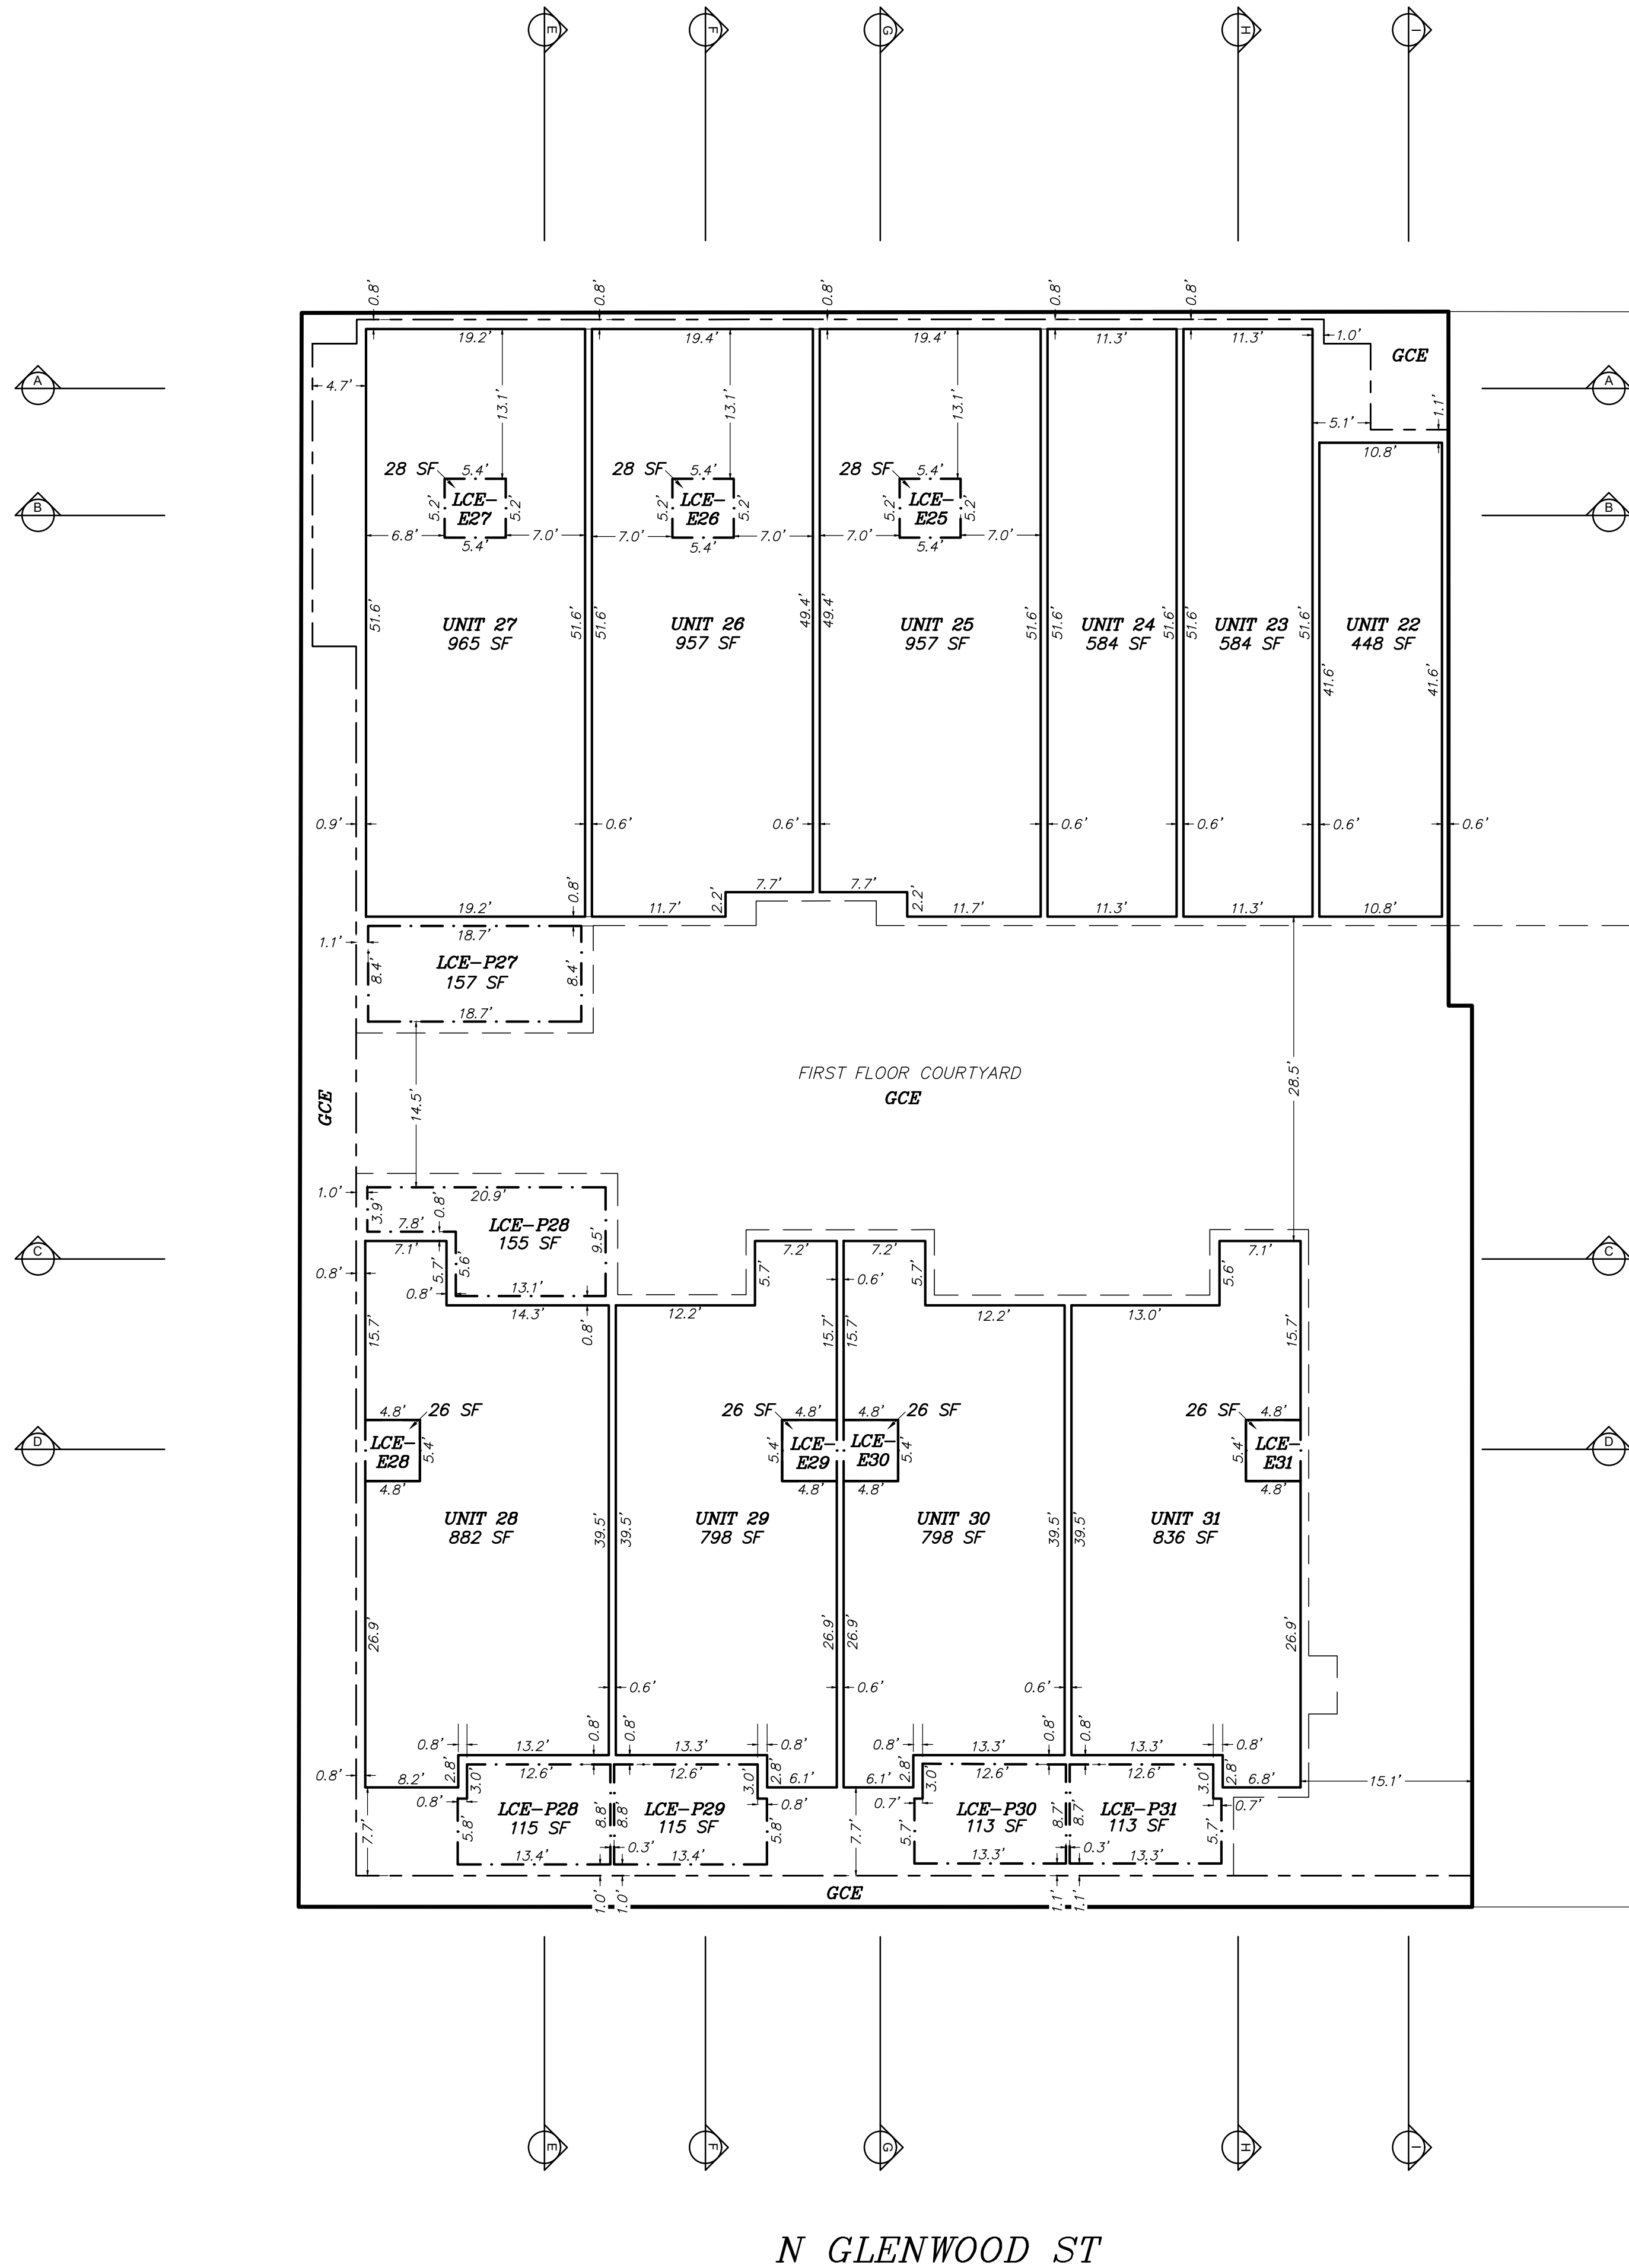 E F G H I
0.8' 0.8' 0.8' 0.8' 0.8'
19.2' 19.4' 19.4' 11.3' 11.3' 1.0'
GCE
A 4.7' A
13.1' 13.1' 13.1' 1.1'
5.1'
10.8'
28 SF 5.4' 28 SF 5.4' 28 SF 5.4'
5.2' LCE- 5.2' 5.2' LCE- 5.2' 5.2' LCE- 5.2'
E27 E26 E25
B B
6.8' 7.0' 7.0' 7.0' 7.0' 7.0'
5.4' 5.4' 5.4'
51.6' 51.6' 51.6' 49.4' 49.4' 51.6' 51.6' 51.6' 51.6' 51.6'
UNIT 27 UNIT 26 UNIT 25 UNIT 24 UNIT 23 UNIT 22
965 SF 957 SF 957 SF 584 SF 584 SF 448 SF
41.6' 41.6'
0.9' 0.6' 0.6' 0.6' 0.6' 0.6' 0.6'
7.7' 7.7'
0.8' 2.2' 2.2'
19.2' 11.7' 11.7' 11.3' 11.3' 10.8'
1.1' 18.7'
LCE-P27
8.4' 157 SF 8.4'
18.7'
FIRST FLOOR COURTYARD
GCE 14.5' GCE 28.5'
1.0' 20.9'
3.9' 0.8'
7.8' LCE-P28
155 SF 9.5'
C 7.1' 7.2' 7.2' 7.1' C
0.8' 5.7' 5.6' 5.7' 0.6' 5.7' 5.6'
0.8' 13.1'
14.3' 12.2' 12.2' 13.0'
15.7' 0.8' 15.7' 15.7' 15.7'
4.8' 26 SF 26 SF 4.8' 4.8' 26 SF 26 SF 4.8'
LCE- 5.4' 5.4' LCE- LCE- 5.4' 5.4' LCE-
E28 E29 E30 E31
D D
4.8' 4.8' 4.8' 4.8'
UNIT 28 39.5' 39.5' UNIT 29 UNIT 30 39.5' 39.5' UNIT 31
882 SF 798 SF 798 SF 836 SF
26.9' 26.9' 26.9' 26.9'
0.6' 0.6' 0.6'
0.8' 13.2' 0.8' 0.8' 13.3' 0.8' 0.8' 13.3' 0.8' 0.8' 13.3' 0.8'
0.8' 2.8' 3.0' 12.6' 12.6' 3.0' 2.8' 2.8' 3.0' 12.6' 12.6' 3.0' 2.8'
8.2' 6.1' 6.1' 6.8' 15.1'
0.8' 0.8' 0.7' 0.7'
LCE-P28 LCE-P29 LCE-P30 LCE-P31
115 SF 115 SF 113 SF 113 SF
7.7' 5.8' 8.8' 8.8' 5.8' 7.7' 5.7' 8.7' 8.7' 5.7'
0.3' 0.3'
13.4' 13.4' 13.3' 13.3'
1.0' 1.0' GCE 1.1' 1.1'
E F G H I
N GLENWOOD ST